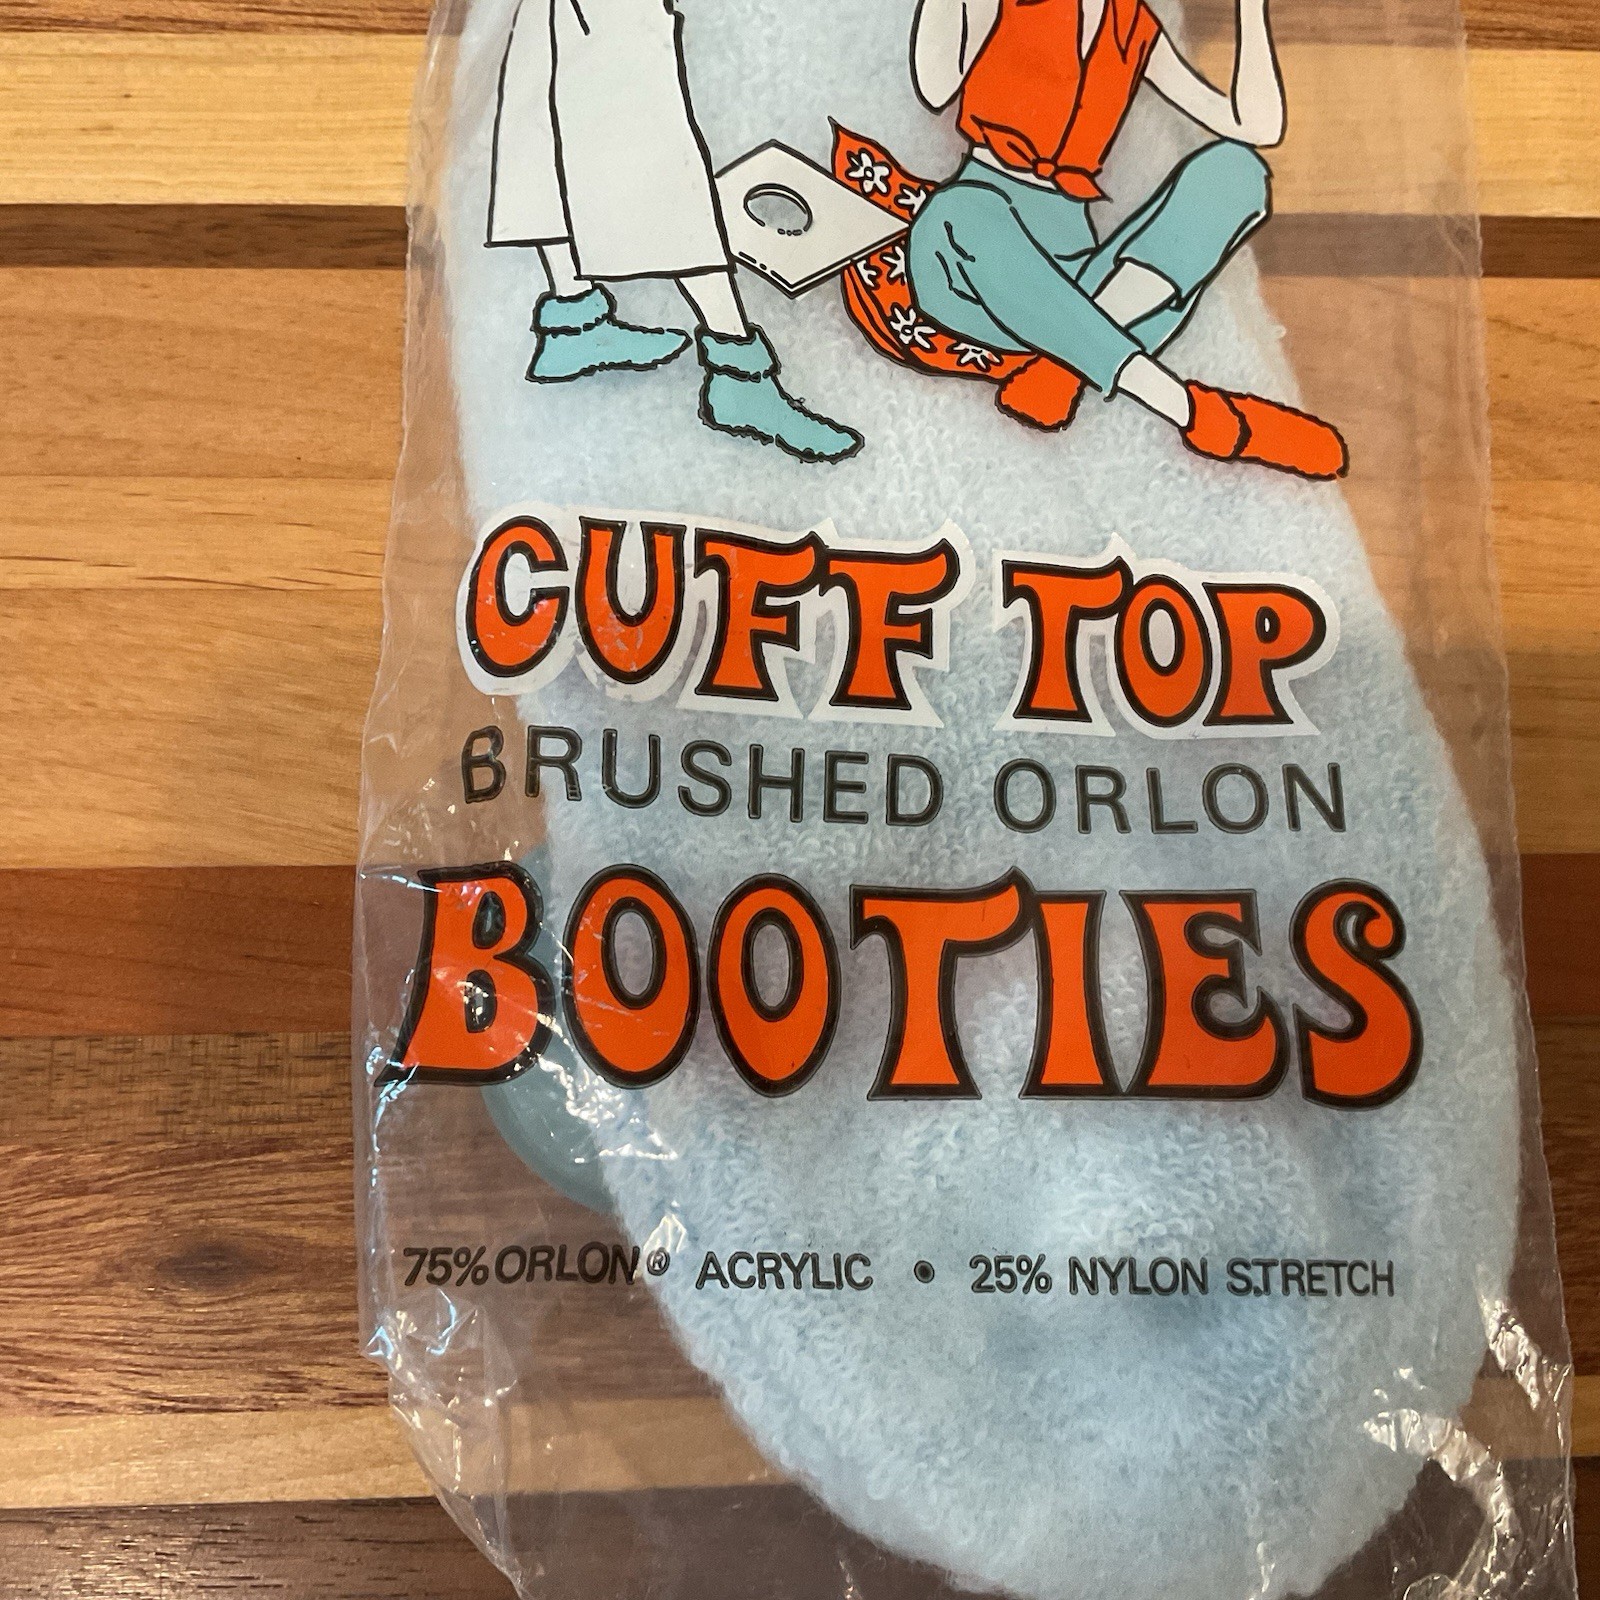 CUFF TOP
BRUSHED ORLON
BOOTIES
75% ORLON® ACRYLIC • 25% NYLON STRETCH